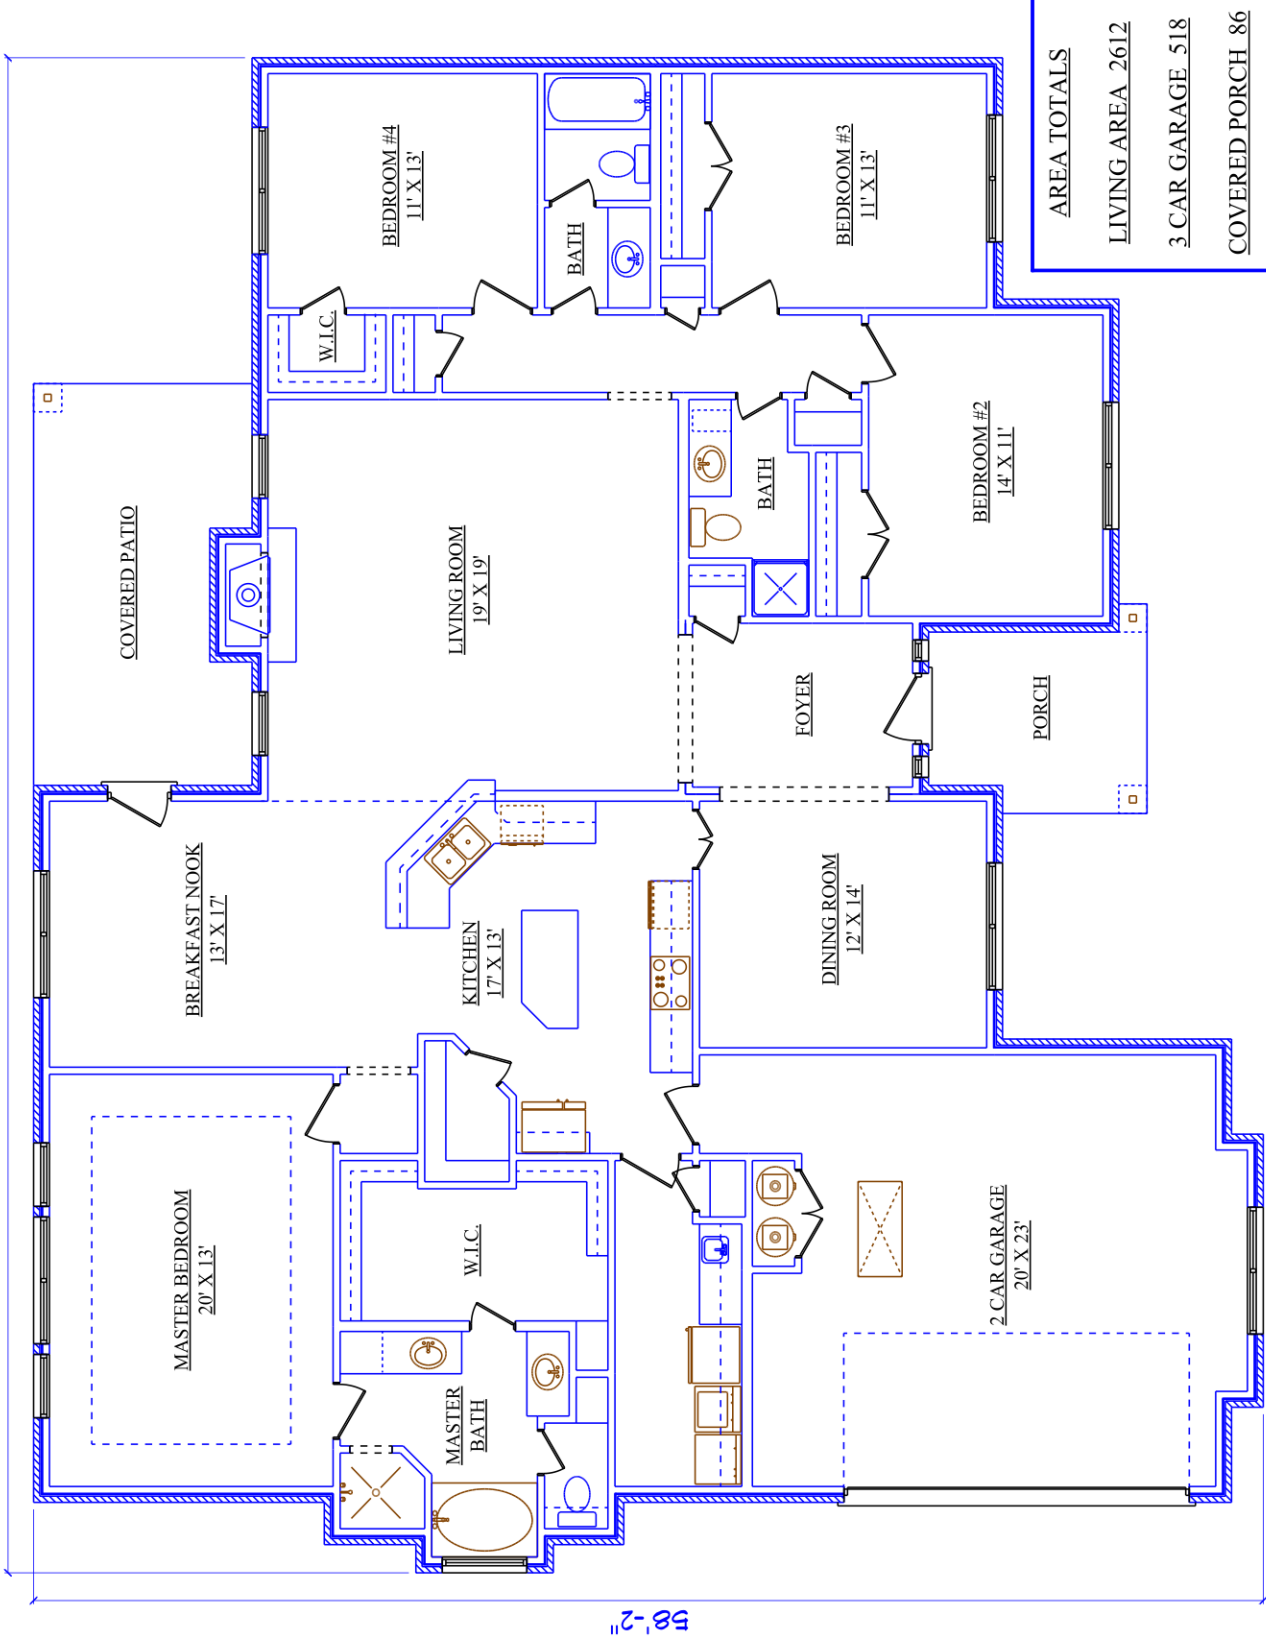 COVERED PATIO
BREAKFAST NOOK
13' X 17'
MASTER BEDROOM
20' X 13'
W.I.C.
BEDROOM #4
11' X 13'
LIVING ROOM
19' X 19'
KITCHEN
17' X 13'
W.I.C.
MASTER
BATH
BATH
BATH
BEDROOM #3
11' X 13'
FOYER
DINING ROOM
12' X 14'
BEDROOM #2
14' X 11'
PORCH
2 CAR GARAGE
20' X 23'
AREA TOTALS
LIVING AREA 2612
3 CAR GARAGE 518
COVERED PORCH 86
58'-2"